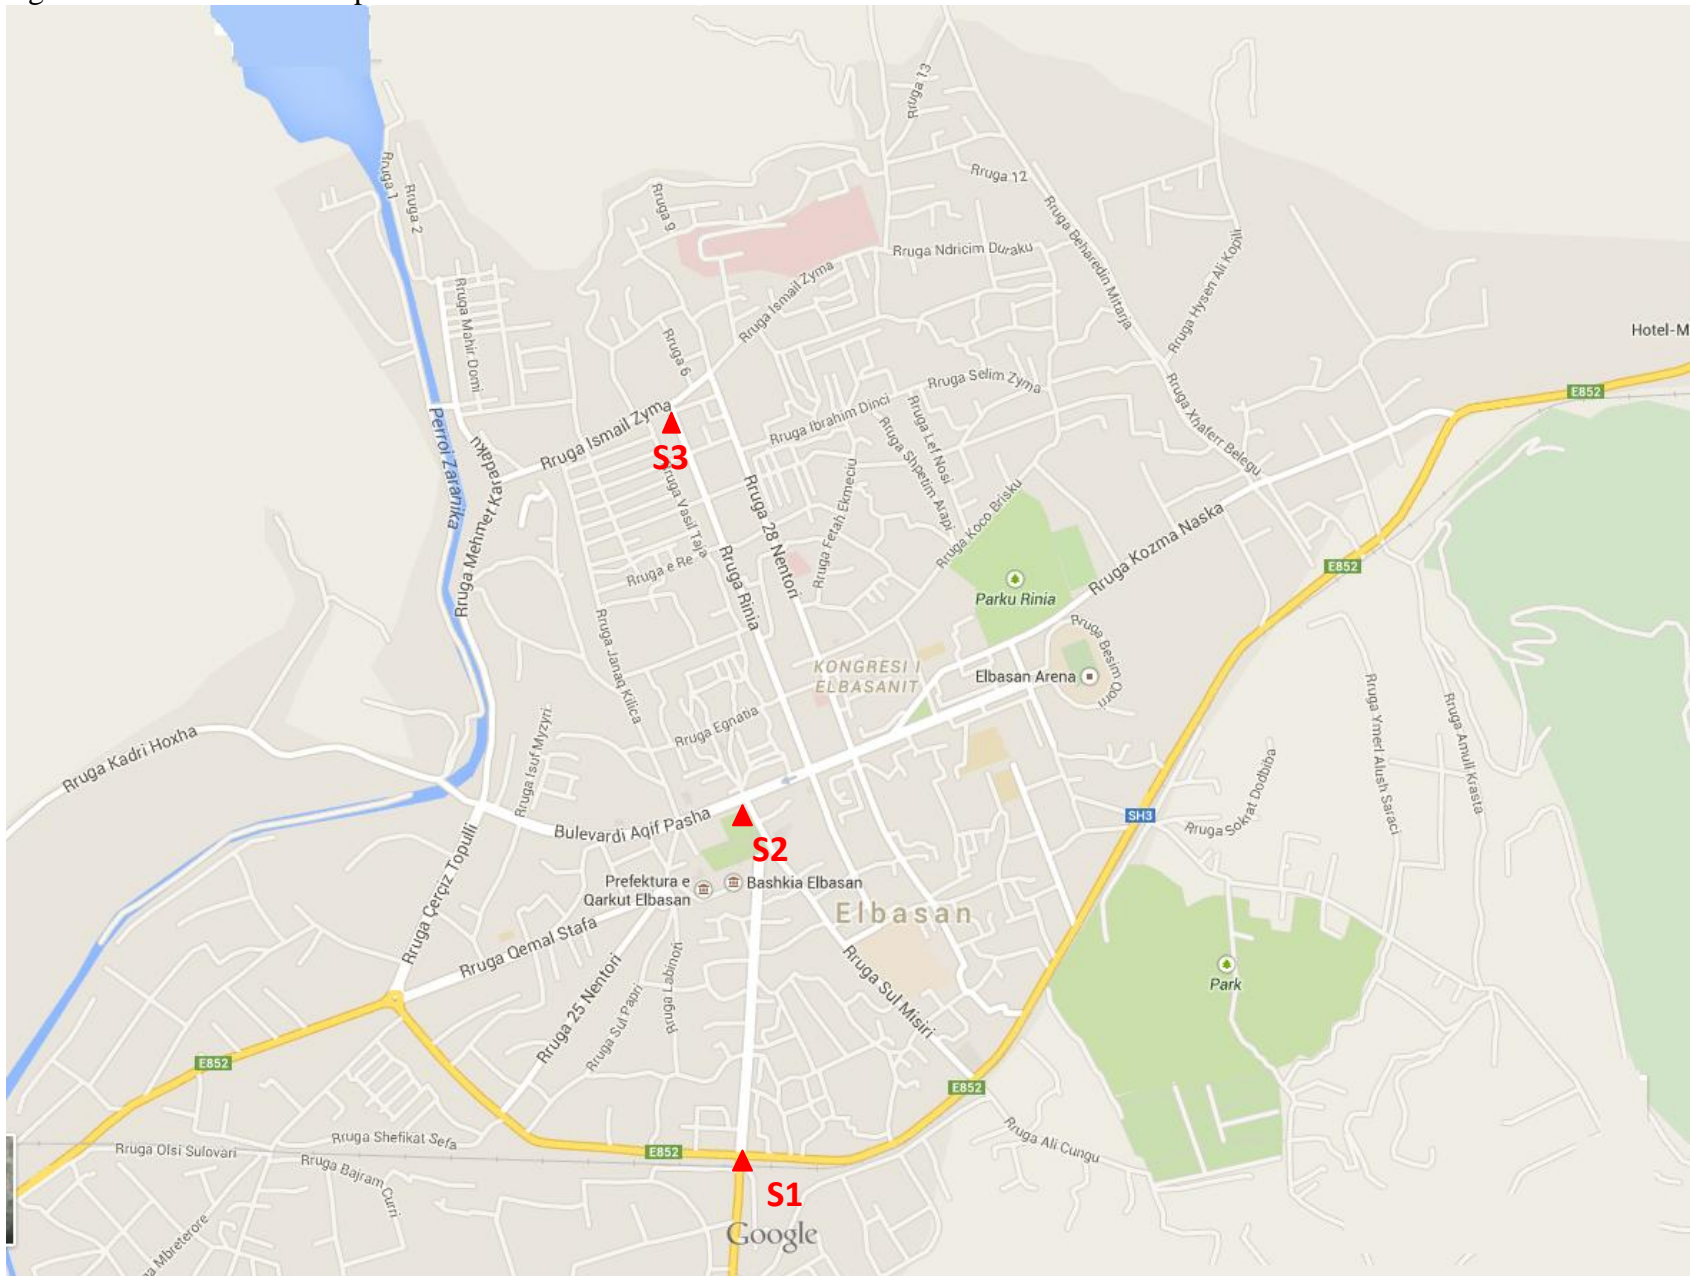 Rruga 13
Rruga 1
Rruga 2
Rruga 9
Rruga 12
Rruga Beharedin Mitarja
Rruga Hysen Ali Kopili
Rruga Ndricim Duraku
Rruga Ismail Zyma
Rruga Mahir Domi
Rruga 6
Hotel-M
E852
Rruga Selim Zyma
Rruga Ibrahim Dinci
Rruga Xhaferr Belegu
Rruga Ismail Zyma
S3
Perroi Zaranika
Rruga Mehmet Karadaku
Rruga Lef Nosi
Rruga Shpetim Arapi
Rruga Vasil Taja
Rruga 28 Nentori
Rruga Fetah Ekmeciu
Rruga Koco Brisku
Rruga Kozma Naska
E852
Rruga e Re
Rruga Rinia
Parku Rinia
Rruga Janaq Kilica
KONGRESI I
ELBASANIT
Elbasan Arena
Rruga Besim Qorri
Rruga Ymerl Alush Saraci
Rruga Amull Krasta
Rruga Egnatia
Rruga Kadri Hoxha
Rruga Isuf Myzyri
Rruga Sokrat Dodbiba
SH3
Bulevardi Aqif Pasha
S2
Rruga Çerçiz Topulli
Prefektura e
Qarkut Elbasan
Bashkia Elbasan
Elbasan
Rruga Qemal Stafa
Rruga 25 Nentori
Rruga Sul Papri
Rruga Labinoti
Rruga Sul Misiri
Park
E852
E852
Rruga Ali Cungu
Rruga Shefikat Sefa
Rruga Olsi Sulovari
Rruga Bajram Curri
E852
S1
Google
Mbreterore